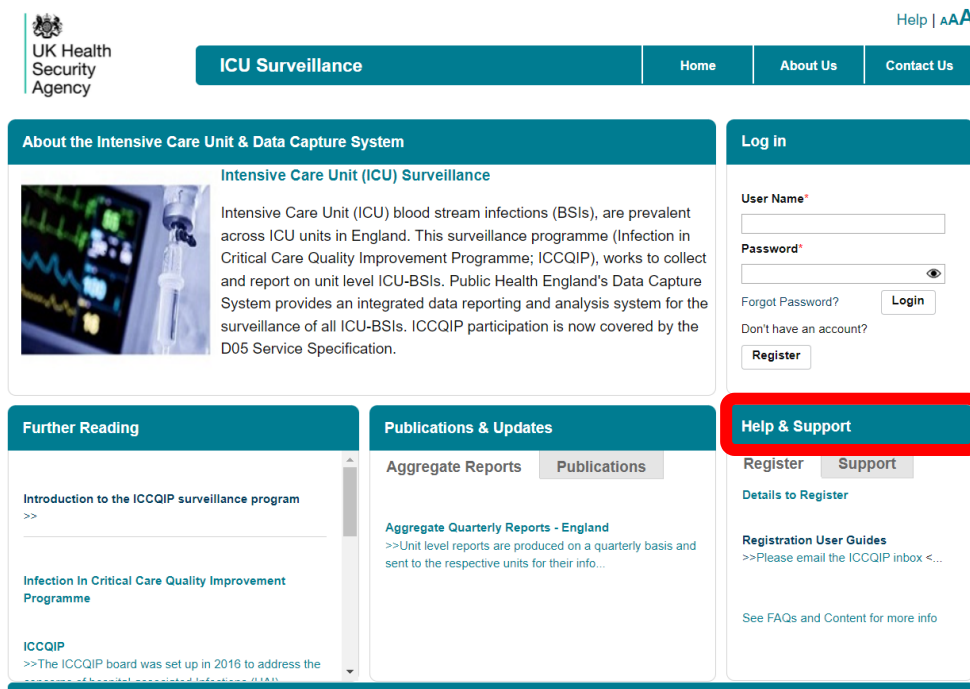 Help | AAA
UK Health
Security
Agency
ICU Surveillance
Home
About Us
Contact Us
About the Intensive Care Unit & Data Capture System
Intensive Care Unit (ICU) Surveillance
Intensive Care Unit (ICU) blood stream infections (BSIs), are prevalent
across ICU units in England. This surveillance programme (Infection in
Critical Care Quality Improvement Programme; ICCQIP), works to collect
and report on unit level ICU-BSIs. Public Health England's Data Capture
System provides an integrated data reporting and analysis system for the
surveillance of all ICU-BSIs. ICCQIP participation is now covered by the
D05 Service Specification.
Log in
User Name*
Password*
Forgot Password?
Login
Don't have an account?
Register
Further Reading
Introduction to the ICCQIP surveillance program
>>
Infection In Critical Care Quality Improvement
Programme
ICCQIP
>>The ICCQIP board was set up in 2016 to address the
Publications & Updates
Aggregate Reports
Publications
Aggregate Quarterly Reports - England
>>Unit level reports are produced on a quarterly basis and
sent to the respective units for their info...
Help & Support
Register
Support
Details to Register
Registration User Guides
>>Please email the ICCQIP inbox <...
See FAQs and Content for more info